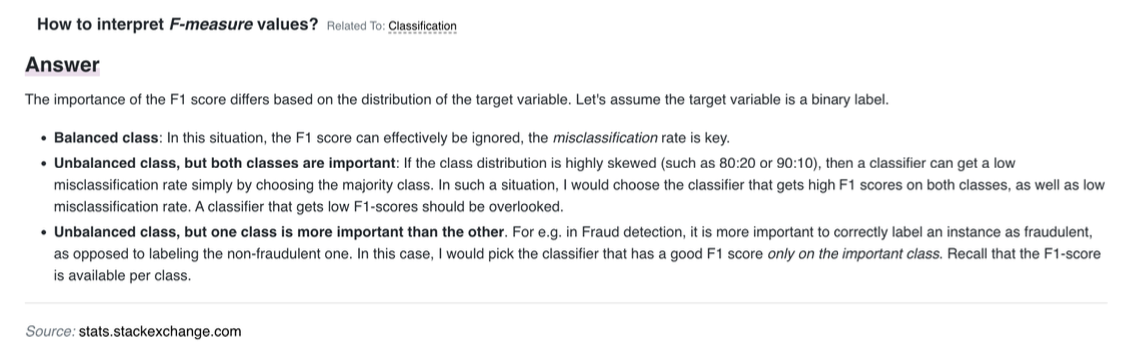 How to interpret F-measure values? Related To: Classification
Answer
The importance of the F1 score differs based on the distribution of the target variable. Let's assume the target variable is a binary label.
• Balanced class: In this situation, the F1 score can effectively be ignored, the misclassification rate is key.
• Unbalanced class, but both classes are important: If the class distribution is highly skewed (such as 80:20 or 90:10), then a classifier can get a low
misclassification rate simply by choosing the majority class. In such a situation, I would choose the classifier that gets high F1 scores on both classes, as well as low
misclassification rate. A classifier that gets low F1-scores should be overlooked.
• Unbalanced class, but one class is more important than the other. For e.g. in Fraud detection, it is more important to correctly label an instance as fraudulent,
as opposed to labeling the non-fraudulent one. In this case, I would pick the classifier that has a good F1 score only on the important class. Recall that the F1-score
is available per class.
Source: stats.stackexchange.com